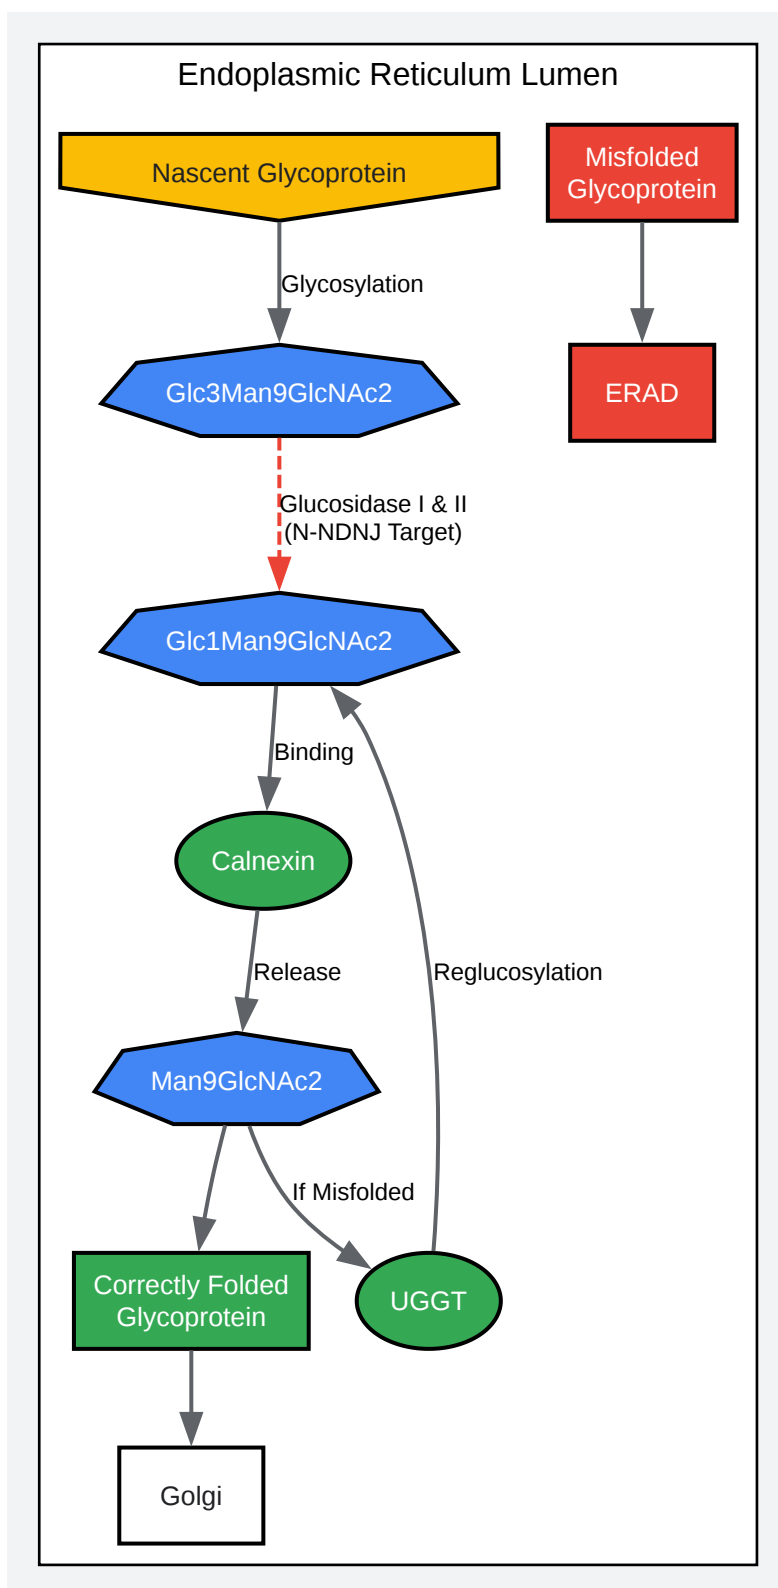 Endoplasmic Reticulum Lumen
Nascent Glycoprotein
Misfolded
Glycoprotein
Glycosylation
Glc3Man9GlcNAc2
ERAD
Glucosidase I & II
(N-NDNJ Target)
Glc1Man9GlcNAc2
Binding
Calnexin
Release
Reglucosylation
Man9GlcNAc2
If Misfolded
Correctly Folded
Glycoprotein
UGGT
Golgi